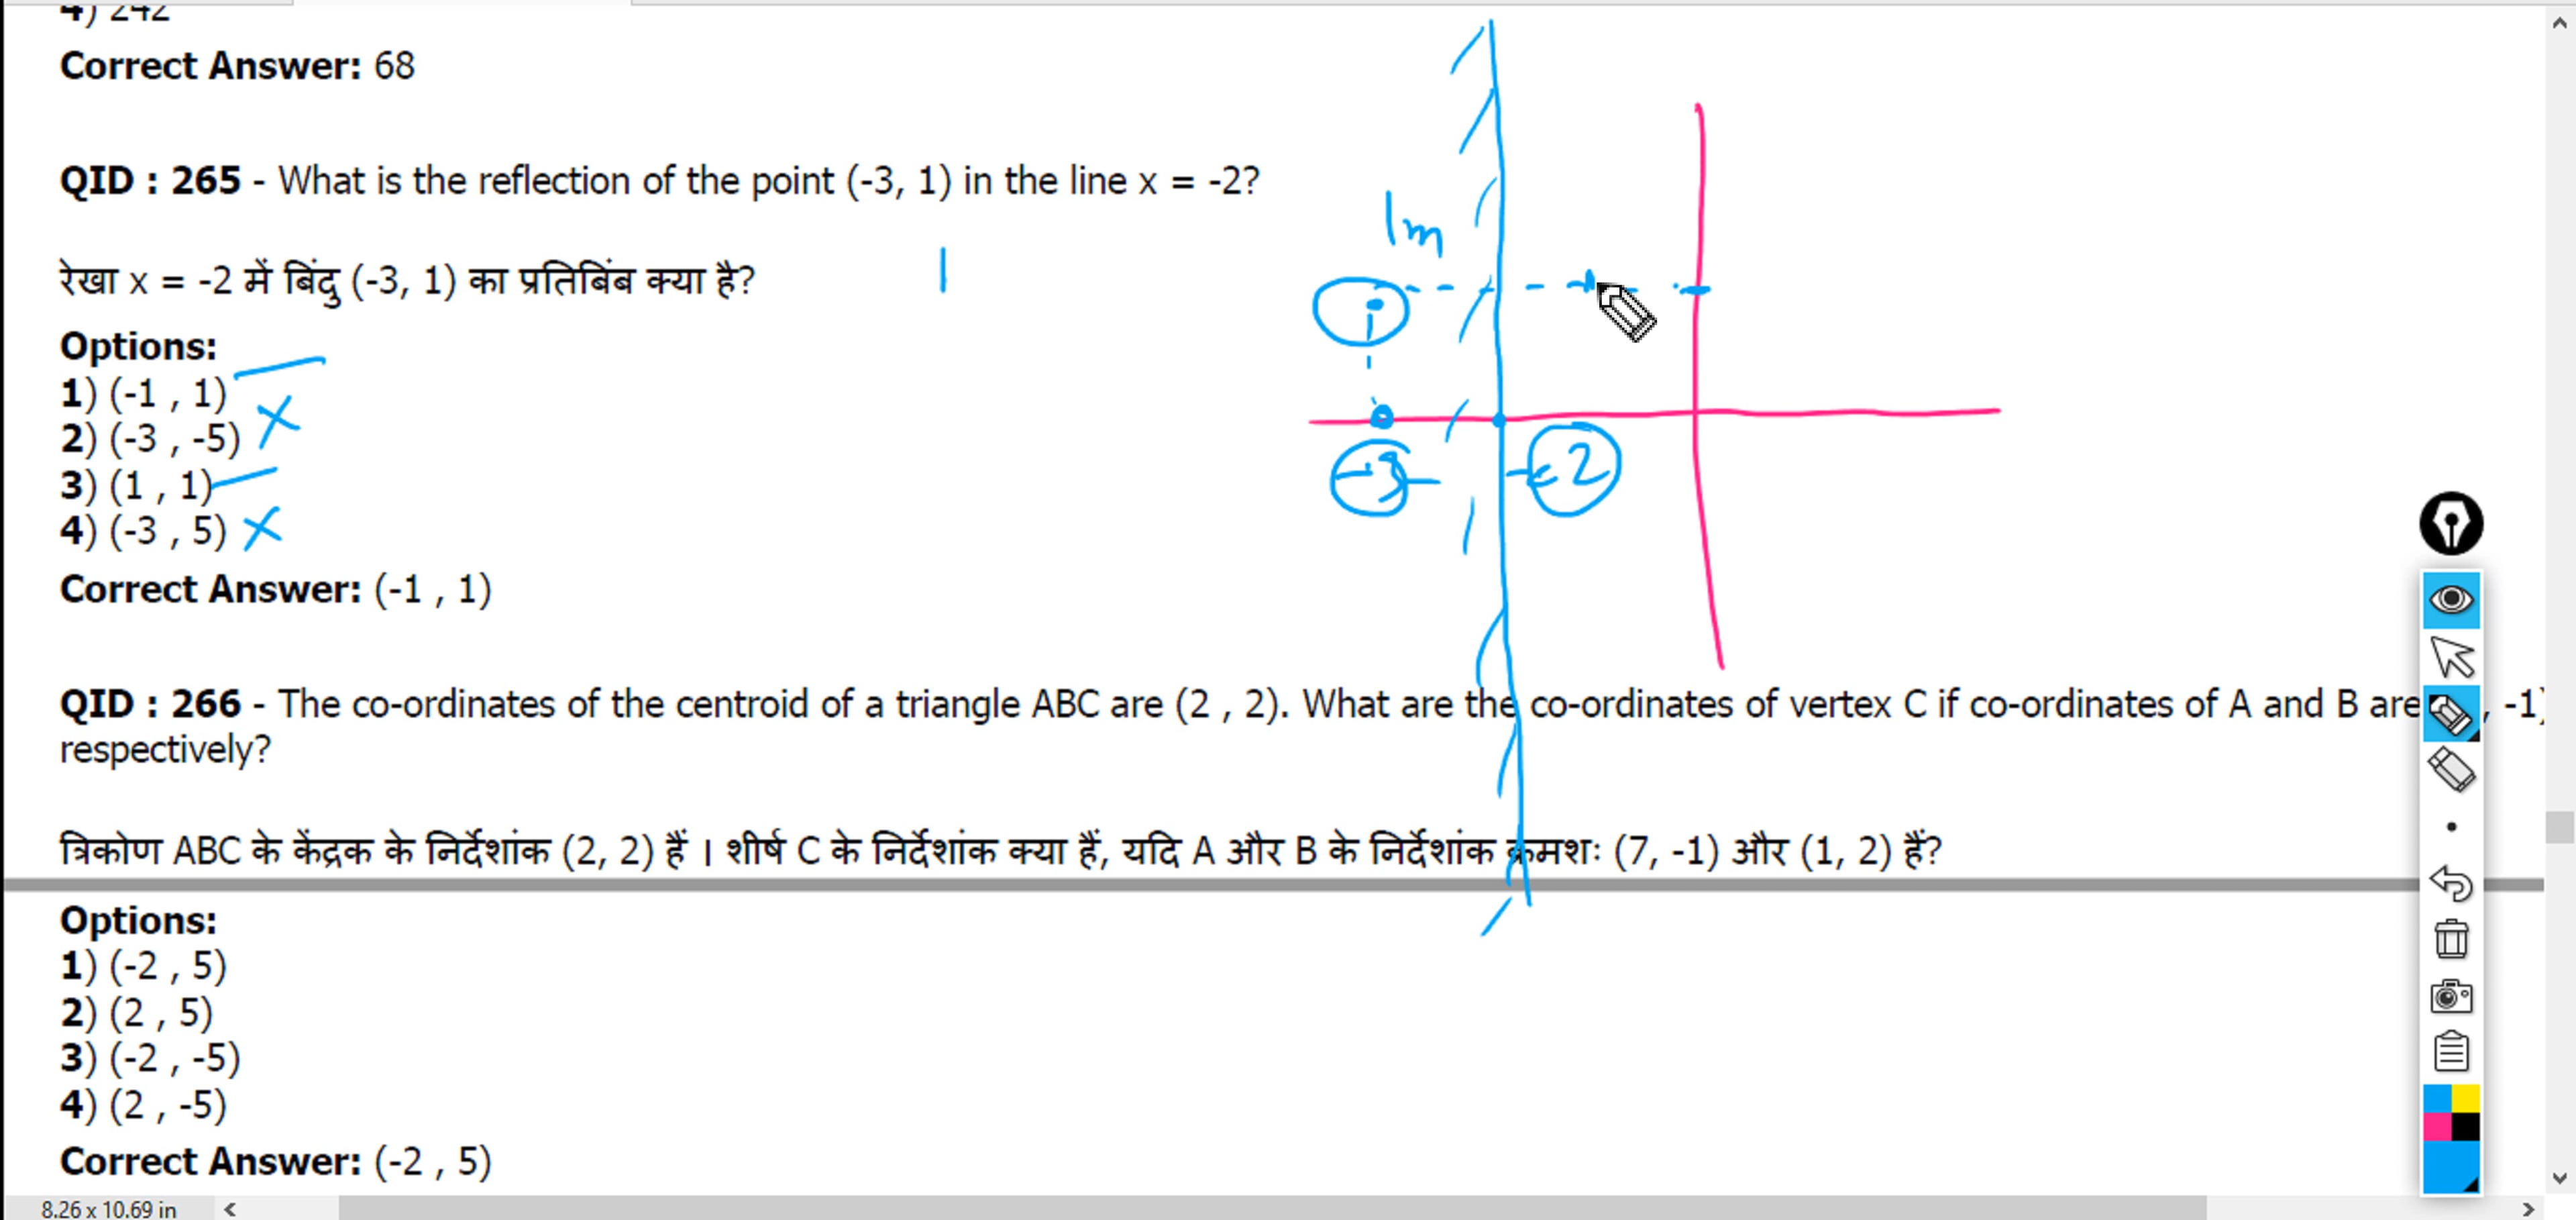 4) 242
Correct Answer: 68
QID : 265 - What is the reflection of the point (-3, 1) in the line x = -2?
रेखा x = -2 में बिंदु (-3, 1) का प्रतिबिंब क्या है?
Options:
1) (-1 , 1)
2) (-3 , -5)
3) (1 , 1)
4) (-3 , 5)
Correct Answer: (-1 , 1)
1m
-3
-2
QID : 266 - The co-ordinates of the centroid of a triangle ABC are (2 , 2). What are the co-ordinates of vertex C if co-ordinates of A and B are , -1)
respectively?
त्रिकोण ABC के केंद्रक के निर्देशांक (2, 2) हैं । शीर्ष C के निर्देशांक क्या हैं, यदि A और B के निर्देशांक क्रमशः (7, -1) और (1, 2) हैं?
Options:
1) (-2 , 5)
2) (2 , 5)
3) (-2 , -5)
4) (2 , -5)
Correct Answer: (-2 , 5)
8.26 x 10.69 in